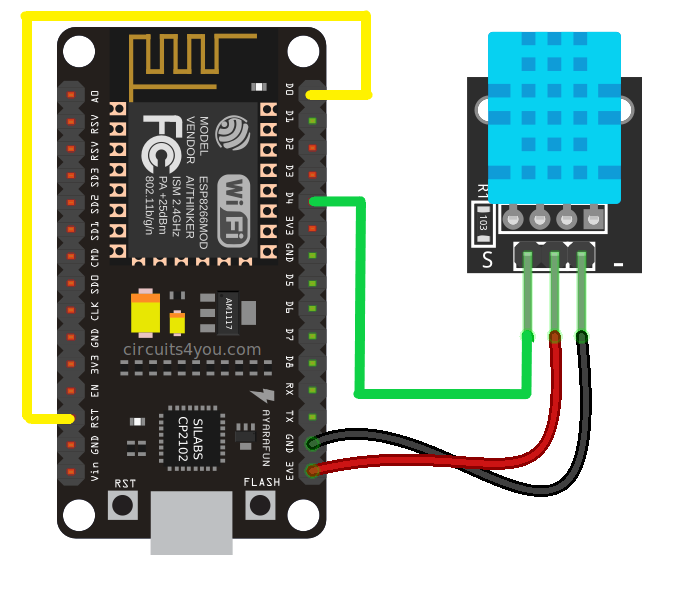 A0
RSV
RSV
SD3
SD2
SD1
CMD
SD0
CLK
GND
3V3
EN
RST
GND
Vin
D0
D1
D2
D3
D4
3V3
GND
D5
D6
D7
D8
RX
TX
GND
3V3
FC
MODEL
VENDOR
ESP8266MOD
AI/THINKER
ISM 2.4GHz
PA +25dBm
802.11b/g/n
WiFi
AM1117
circuits4you.com
SILABS
CP2102
AYARAFUN
RST
FLASH
103
S
-